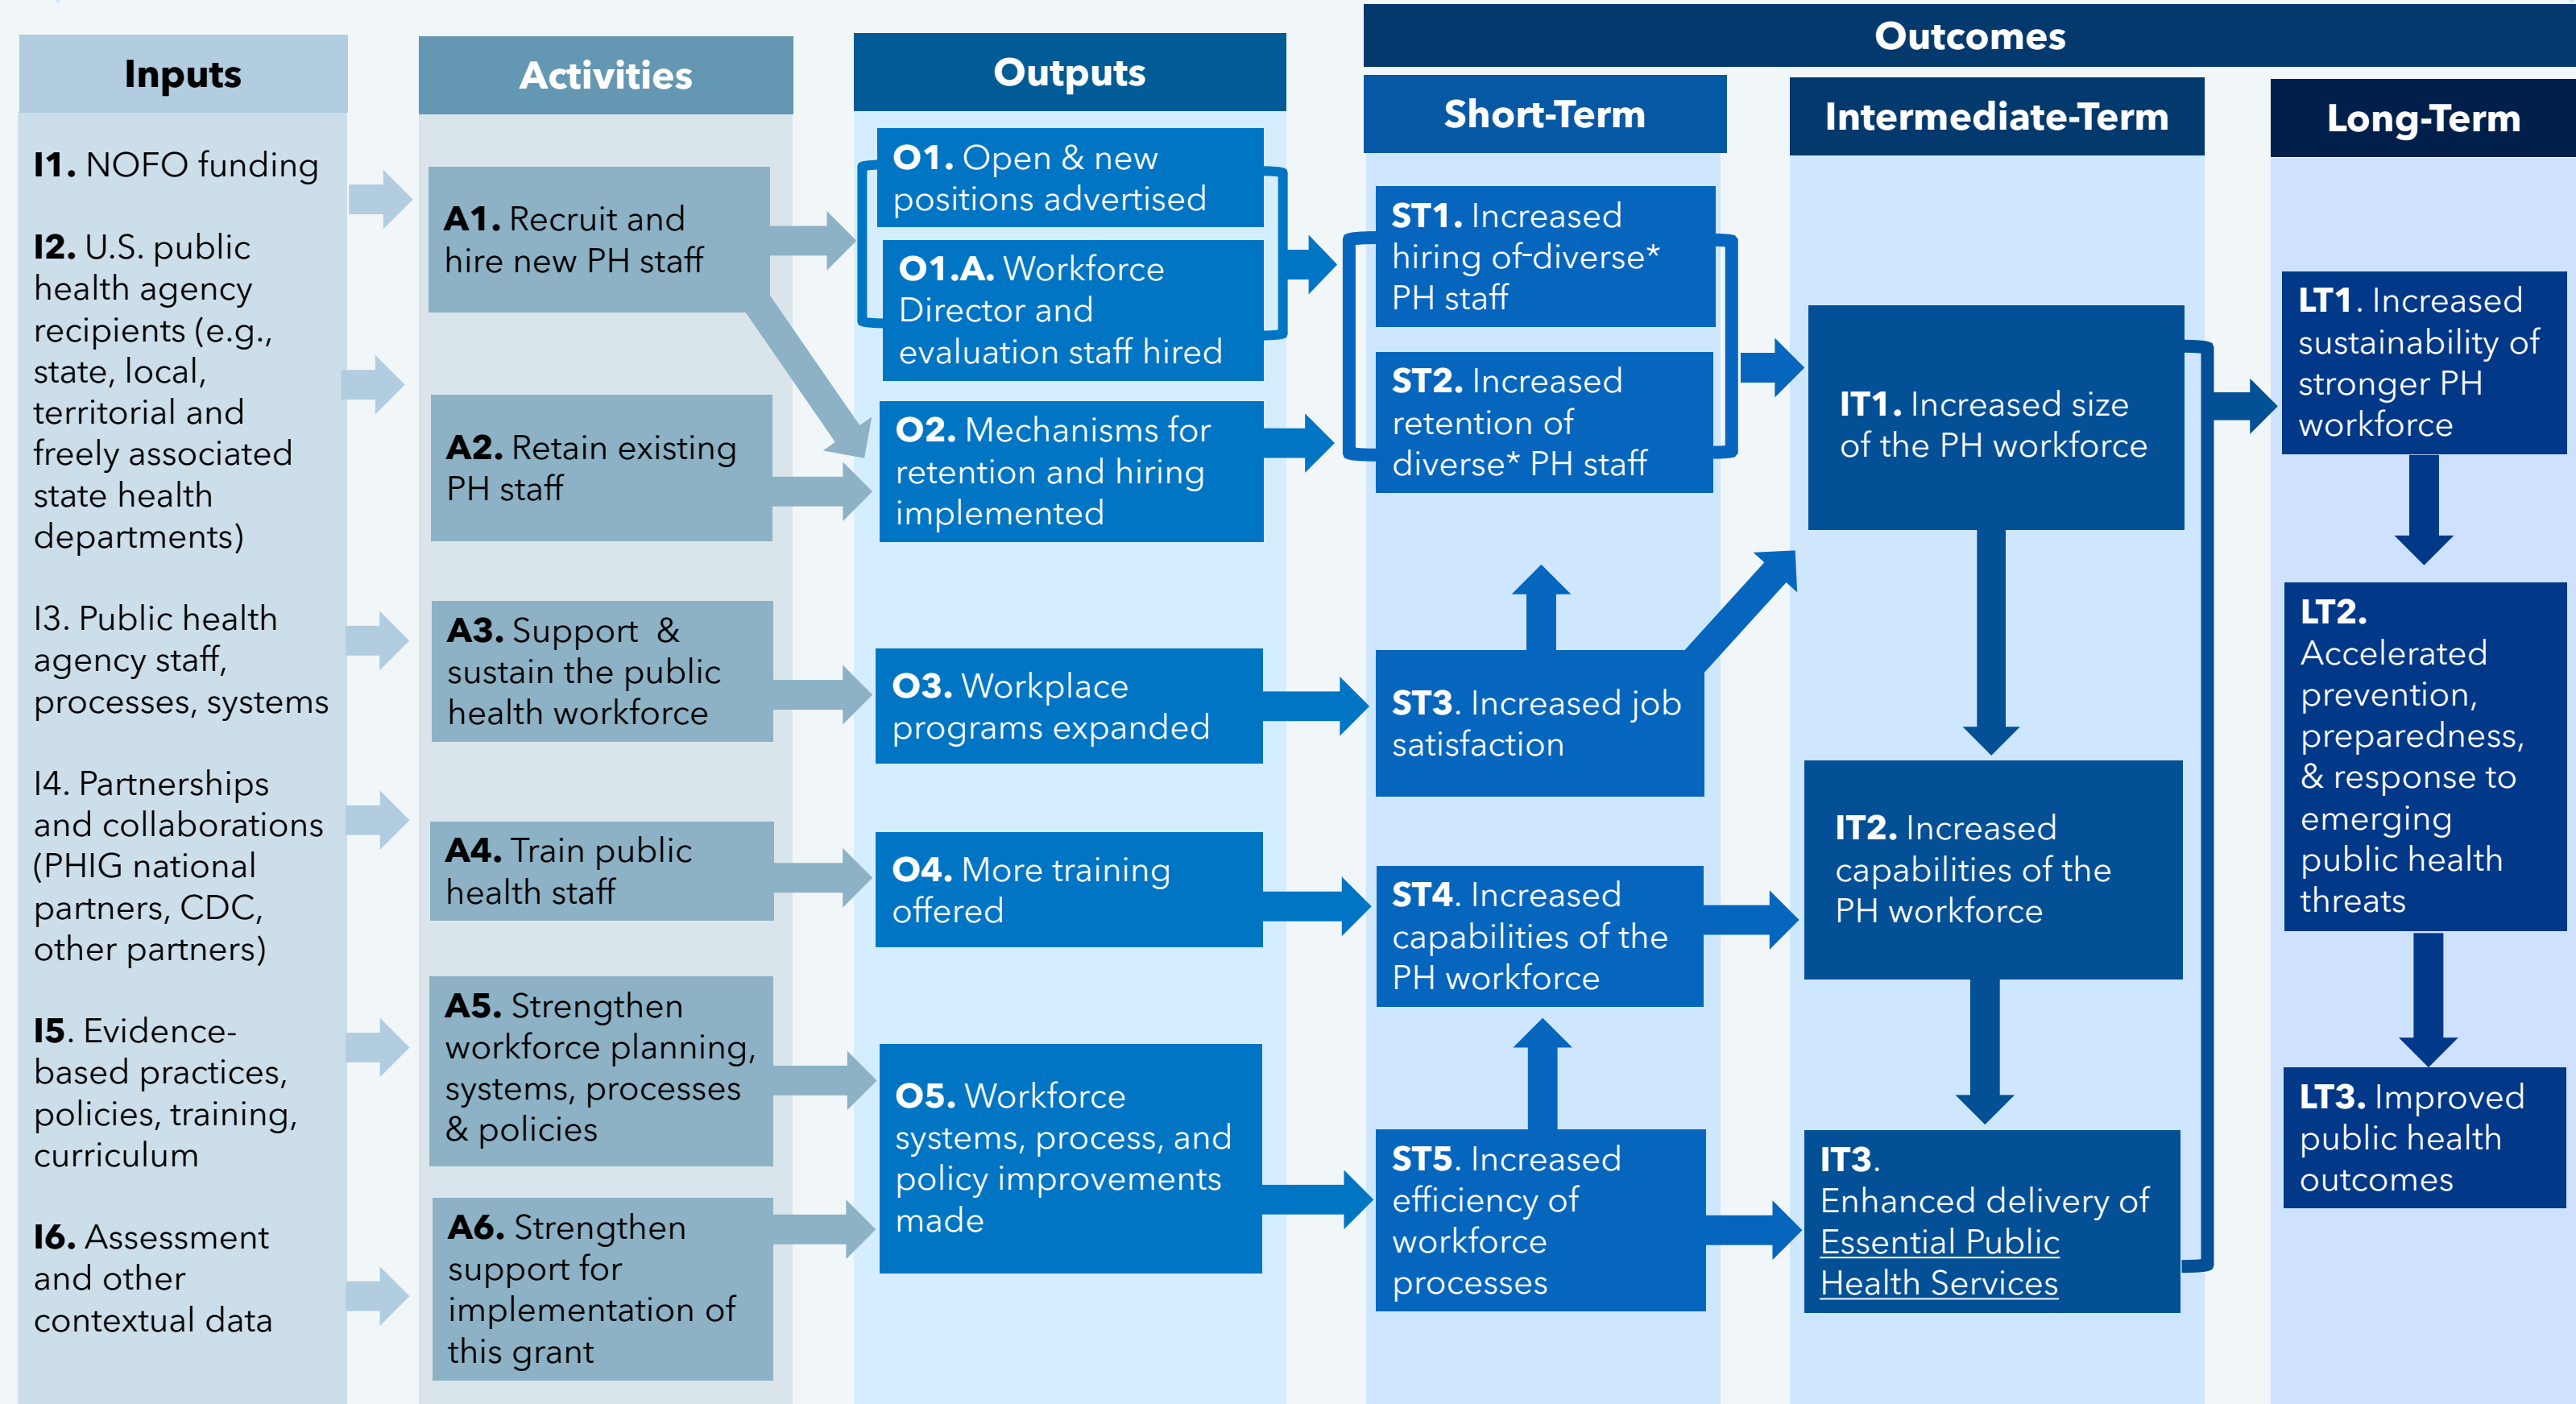 Inputs
I1. NOFO funding
I2. U.S. public
health agency
recipients (e.g.,
state, local,
territorial and
freely associated
state health
departments)
I3. Public health
agency staff,
processes, systems
I4. Partnerships
and collaborations
(PHIG national
partners, CDC,
other partners)
I5. Evidence-
based practices,
policies, training,
curriculum
I6. Assessment
and other
contextual data
Activities
A1. Recruit and
hire new PH staff
A2. Retain existing
PH staff
A3. Support &
sustain the public
health workforce
A4. Train public
health staff
A5. Strengthen
workforce planning,
systems, processes
& policies
A6. Strengthen
support for
implementation of
this grant
Outputs
O1. Open & new
positions advertised
O1.A. Workforce
Director and
evaluation staff hired
O2. Mechanisms for
retention and hiring
implemented
O3. Workplace
programs expanded
O4. More training
offered
O5. Workforce
systems, process, and
policy improvements
made
Outcomes
Short-Term
ST1. Increased
hiring of-diverse*
PH staff
ST2. Increased
retention of
diverse* PH staff
ST3. Increased job
satisfaction
ST4. Increased
capabilities of the
PH workforce
ST5. Increased
efficiency of
workforce
processes
Intermediate-Term
IT1. Increased size
of the PH workforce
IT2. Increased
capabilities of the
PH workforce
IT3.
Enhanced delivery of
Essential Public
Health Services
Long-Term
LT1. Increased
sustainability of
stronger PH
workforce
LT2.
Accelerated
prevention,
preparedness,
& response to
emerging
public health
threats
LT3. Improved
public health
outcomes